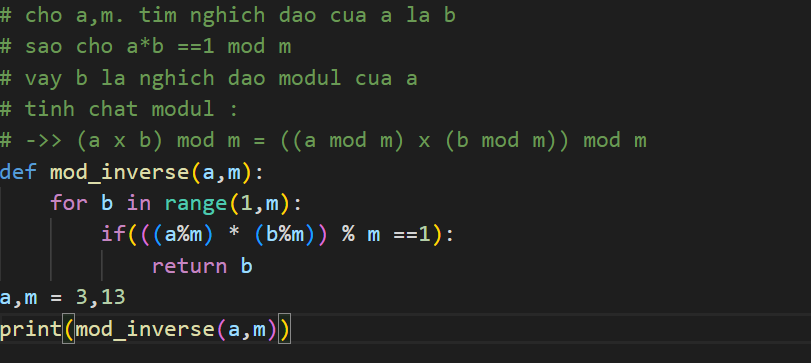 # cho a,m. tim nghich dao cua a la b
# sao cho a*b ==1 mod m
# vay b la nghich dao modul cua a
# tinh chat modul :
# ->> (a x b) mod m = ((a mod m) x (b mod m)) mod m
def mod_inverse(a,m):
    for b in range(1,m):
        if(((a%m) * (b%m)) % m ==1):
            return b
a,m = 3,13
print(mod_inverse(a,m))